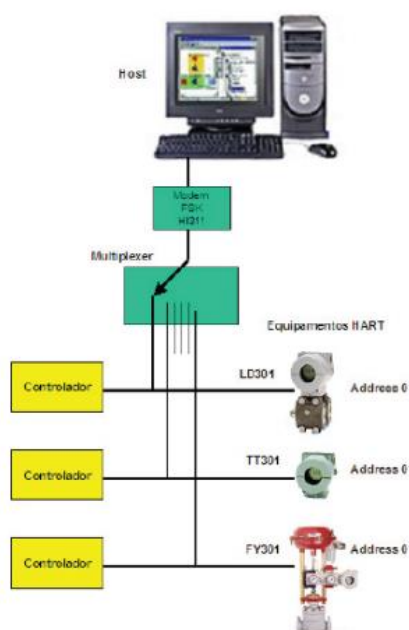 Host
Modem
FSK
HI311
Multiplexer
Equipamentos HART
LD301
Controlador
Address 0
TT301
Controlador
Address 0
FY301
Controlador
Address 0